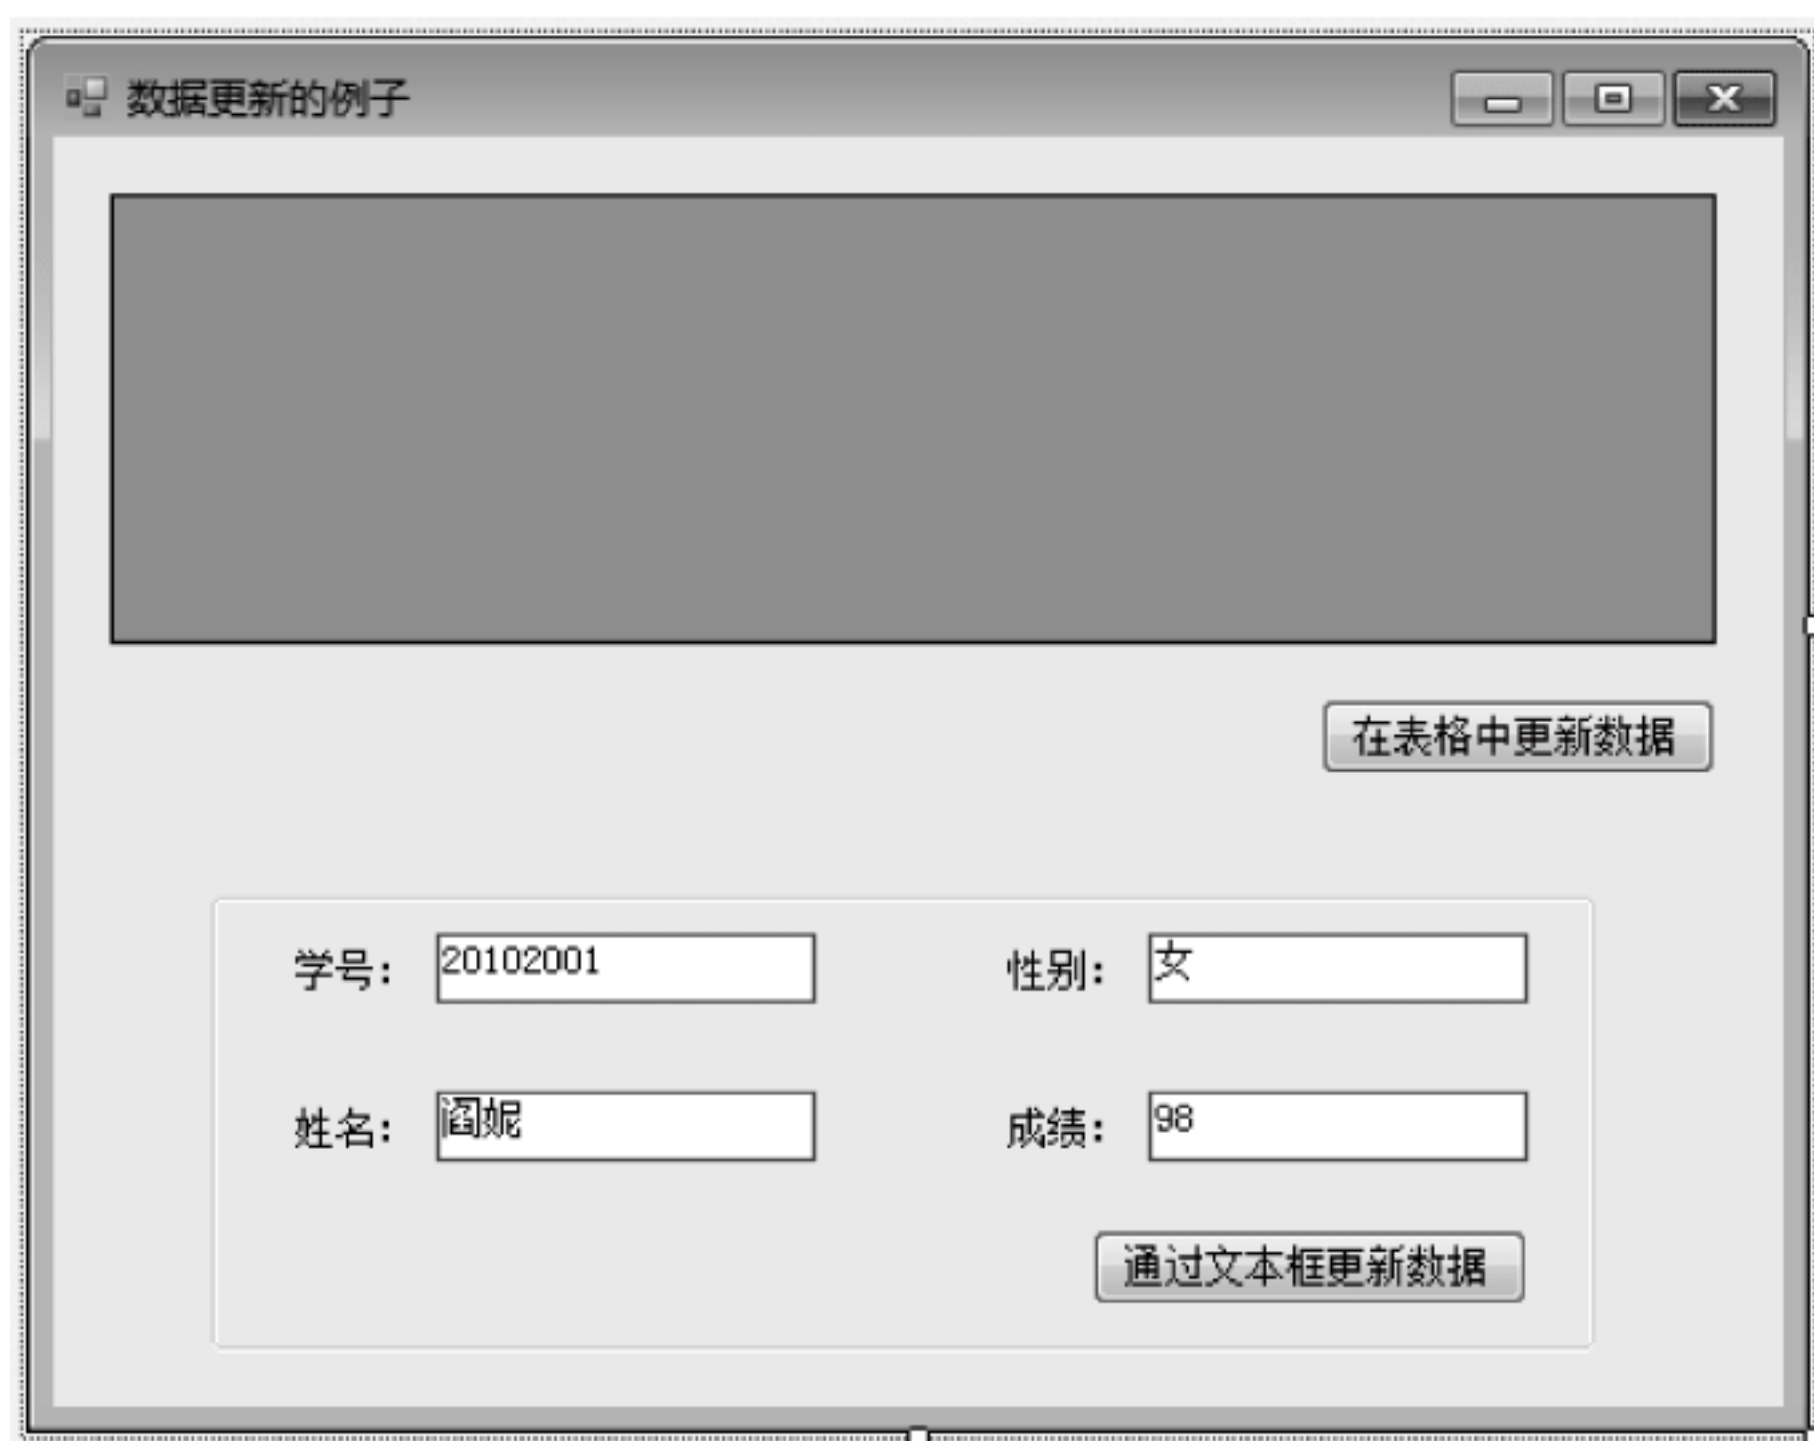 数据更新的例子
在表格中更新数据
学号： 20102001 性别： 女
姓名： 阎妮 成绩： 98
通过文本框更新数据